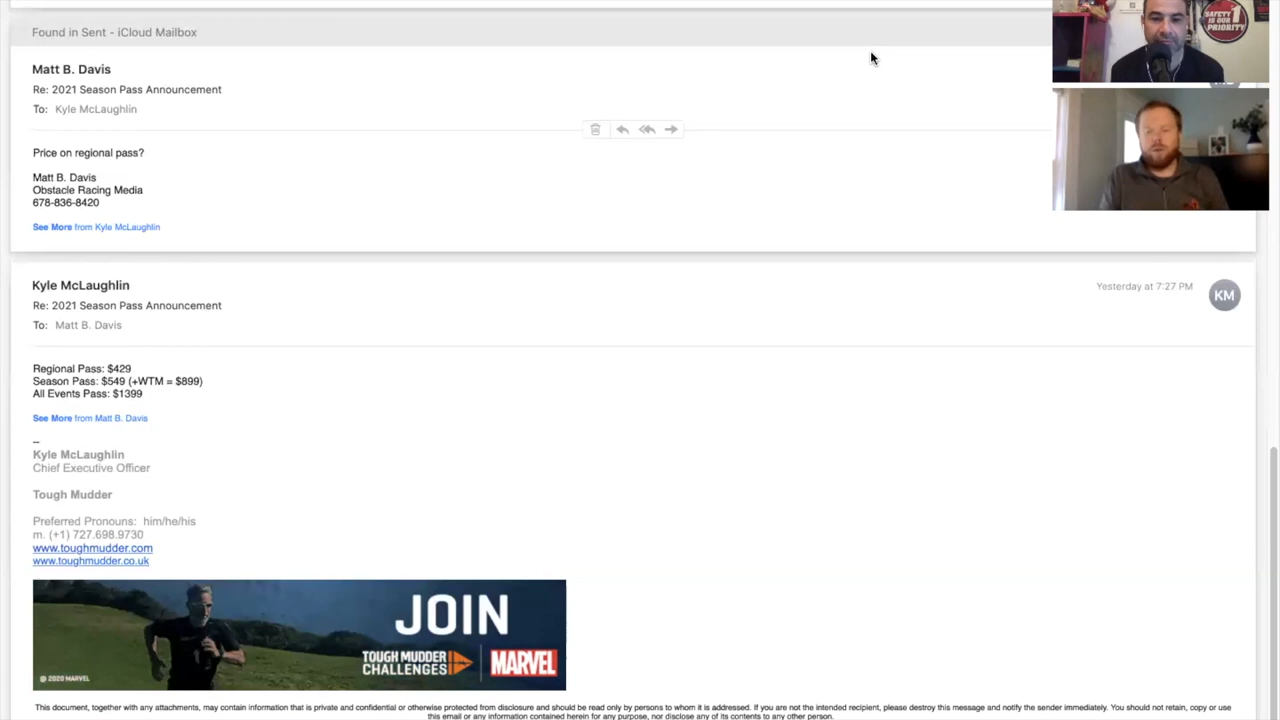 Found in Sent - iCloud Mailbox
SAFETY
IS OUR
PRIORITY
1
Matt B. Davis
Re: 2021 Season Pass Announcement
To: Kyle McLaughlin
Price on regional pass?
Matt B. Davis
Obstacle Racing Media
678-836-8420
See More from Kyle McLaughlin
Kyle McLaughlin
Yesterday at 7:27 PM
KM
Re: 2021 Season Pass Announcement
To: Matt B. Davis
Regional Pass: $429
Season Pass: $549 (+WTM = $899)
All Events Pass: $1399
See More from Matt B. Davis
--
Kyle McLaughlin
Chief Executive Officer
Tough Mudder
Preferred Pronouns: him/he/his
m. (+1) 727.698.9730
www.toughmudder.com
www.toughmudder.co.uk
JOIN
TOUGH MUDDER
CHALLENGES
MARVEL
© 2020 MARVEL
This document, together with any attachments, may contain information that is private and confidential or otherwise protected from disclosure and should be read only by persons to whom it is addressed. If you are not the intended recipient, please destroy this message and notify the sender immediately. You should not retain, copy or use
this email or any information contained herein for any purpose, nor disclose any of its contents to any other person.